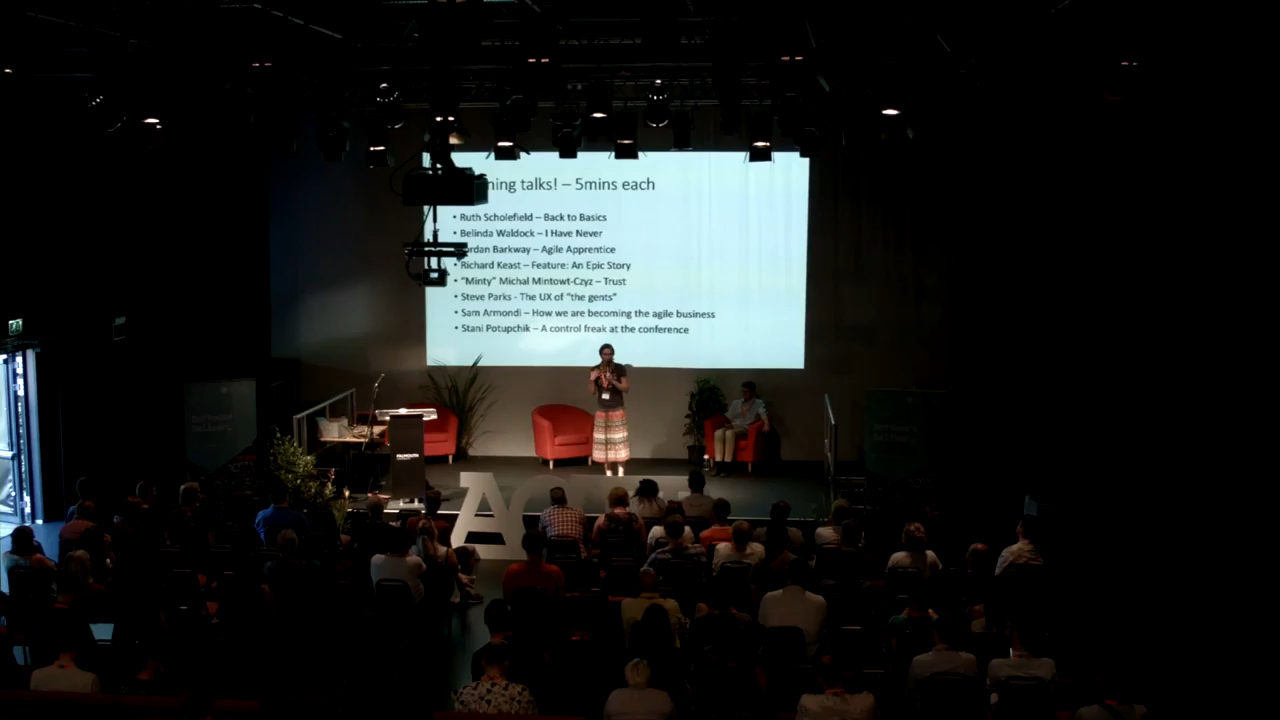 ning talks! – 5mins each
• Ruth Scholefield – Back to Basics
• Belinda Waldock – I Have Never
ordan Barkway – Agile Apprentice
• Richard Keast – Feature: An Epic Story
• "Minty" Michal Mintowt-Czyz – Trust
• Steve Parks - The UX of "the gents"
• Sam Armondi – How we are becoming the agile business
• Stani Potupchik – A control freak at the conference
FALMOUTH
A